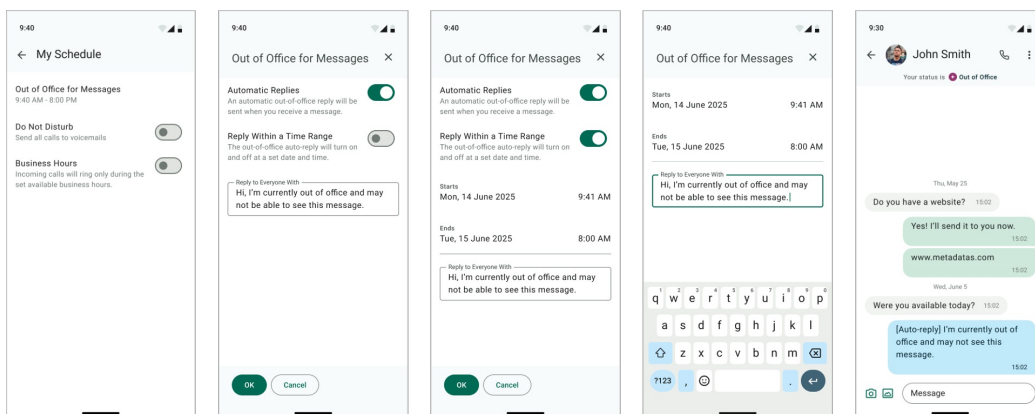 9:40
My Schedule
Out of Office for Messages
9:40 AM - 8:00 PM
Do Not Disturb
Send all calls to voicemails
Business Hours
Incoming calls will ring only during the
set available business hours.
9:40
Out of Office for Messages
Automatic Replies
An automatic out-of-office reply will be
sent when you receive a message.
Reply Within a Time Range
The out-of-office auto-reply will turn on
and off at a set date and time.
Reply to Everyone With
Hi, I'm currently out of office and may
not be able to see this message.
OK
Cancel
9:40
Out of Office for Messages
Automatic Replies
An automatic out-of-office reply will be
sent when you receive a message.
Reply Within a Time Range
The out-of-office auto-reply will turn on
and off at a set date and time.
Starts
Mon, 14 June 2025 9:41 AM
Ends
Tue, 15 June 2025 8:00 AM
Reply to Everyone With
Hi, I'm currently out of office and may
not be able to see this message.
OK
Cancel
9:40
Out of Office for Messages
Starts
Mon, 14 June 2025 9:41 AM
Ends
Tue, 15 June 2025 8:00 AM
Reply to Everyone With
Hi, I'm currently out of office and may
not be able to see this message.
1 2 3 4 5 6 7 8 9 0
q w e r t y u i o p
a s d f g h j k l
z x c v b n m
?123 , .
9:30
John Smith
Your status is Out of Office
Thu, May 25
Do you have a website? 15:02
Yes! I'll send it to you now.
15:02
www.metadatas.com
15:02
Wed, June 5
Were you available today? 15:02
[Auto-reply] I'm currently out of
office and may not see this
message.
15:02
Message